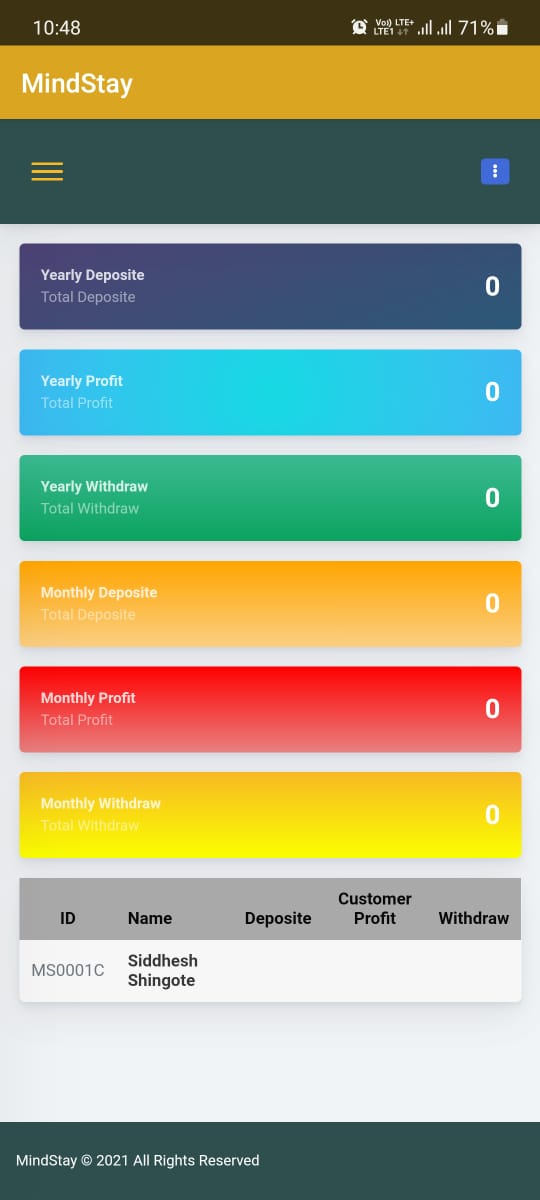 10:48
Vo)) LTE+
LTE1
71%
MindStay
Yearly Deposite
Total Deposite
0
Yearly Profit
Total Profit
0
Yearly Withdraw
Total Withdraw
0
Monthly Deposite
Total Deposite
0
Monthly Profit
Total Profit
0
Monthly Withdraw
Total Withdraw
0
ID Name Deposite Customer Profit Withdraw
MS0001C Siddhesh Shingote
MindStay © 2021 All Rights Reserved